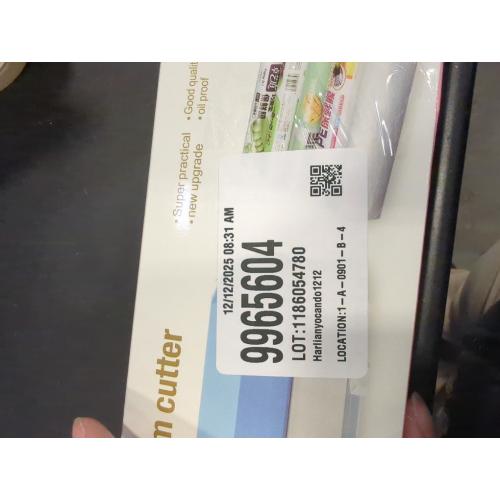 • Good quality
• oil proof
• Super practical
• new upgrade
m cutter
12/12/2025 08:31 AM
9965604
LOT:1186054780
Harlianyocando1212
LOCATION:1-A-0901-B-4